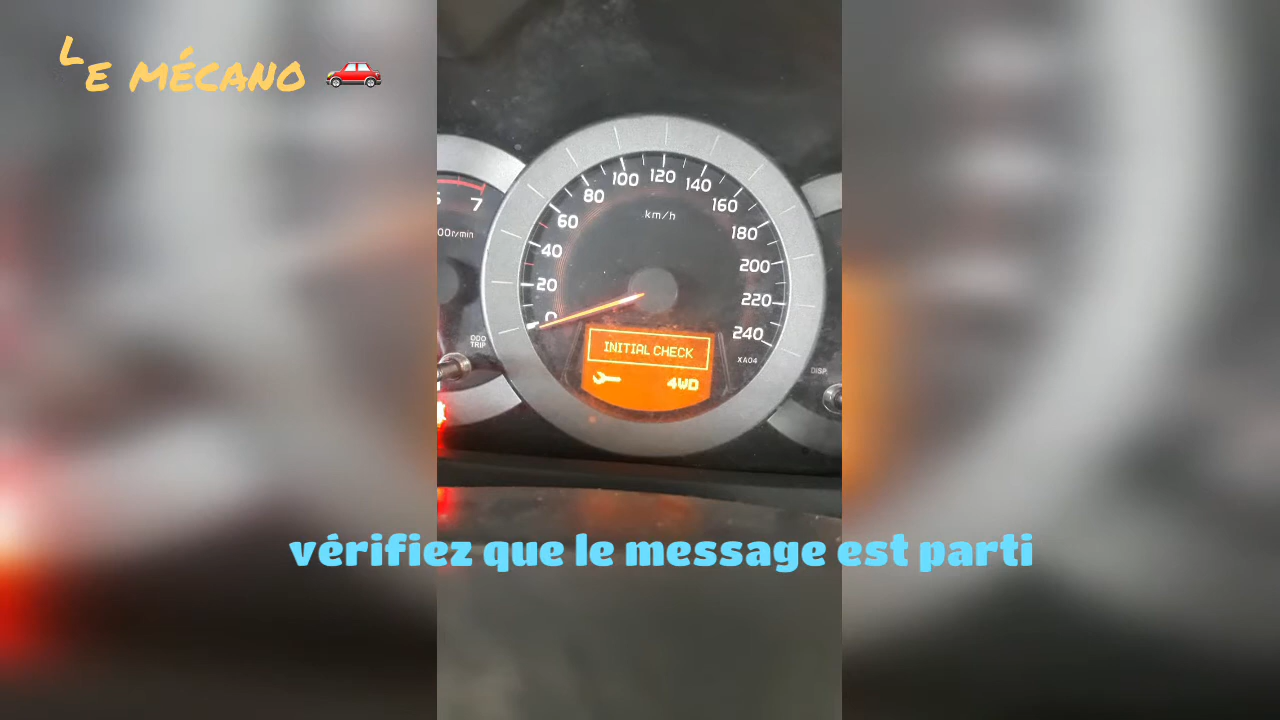 Le mécano
7
00r/min
ODO
TRIP
0
20
40
60
80
100
120
140
160
180
200
220
240
km/h
XA04
INITIAL CHECK
4WD
DISP
vérifiez que le message est parti